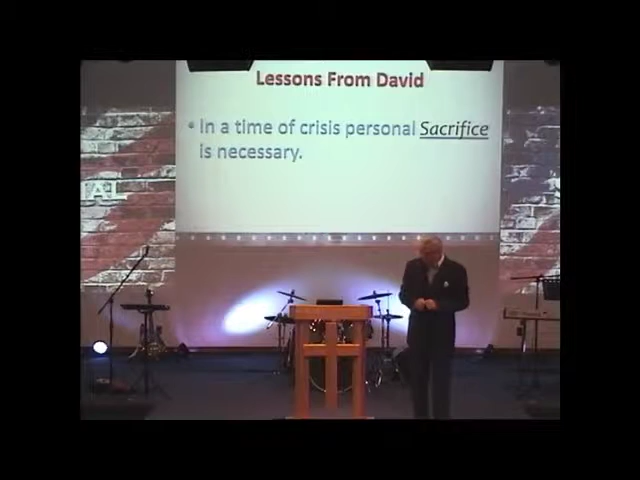 Lessons From David
• In a time of crisis personal Sacrifice
is necessary.